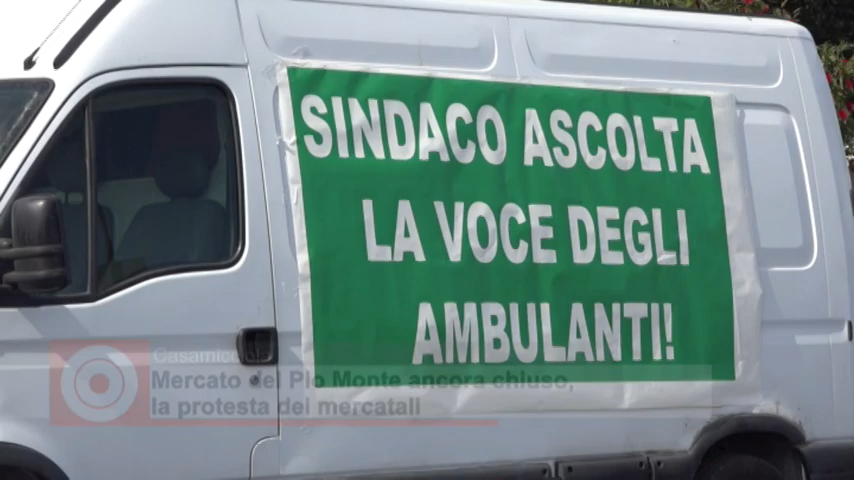 SINDACO ASCOLTA
LA VOCE DEGLI
AMBULANTI!
Casamicciola
Mercato del Pio Monte ancora chiuso,
la protesta dei mercatali